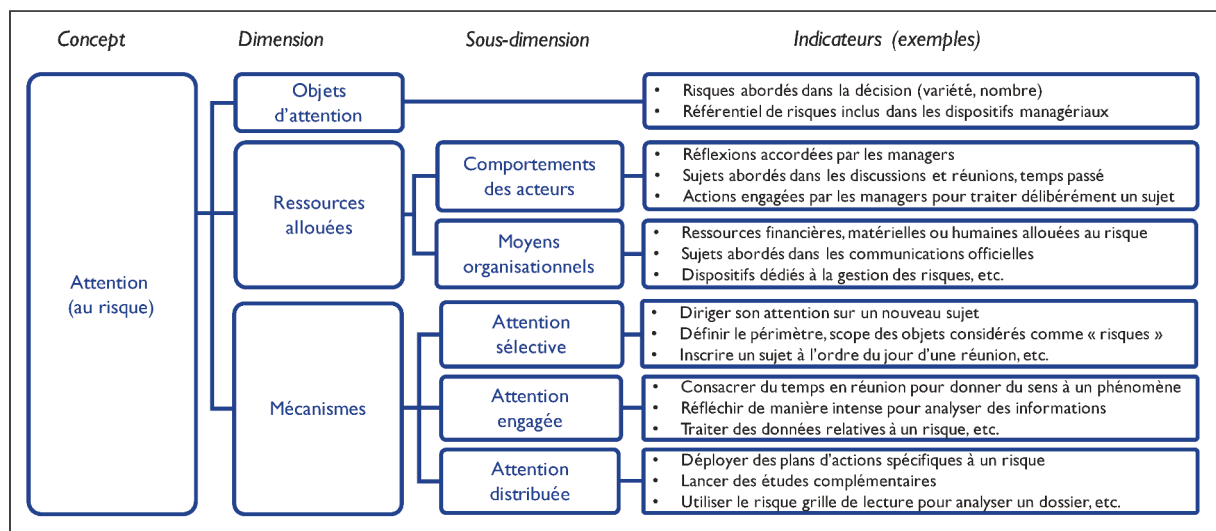 Concept Dimension Sous-dimension Indicateurs (exemples)
Attention
(au risque)
Objets
d'attention
• Risques abordés dans la décision (variété, nombre)
• Référentiel de risques inclus dans les dispositifs managériaux
Ressources
allouées
Comportements
des acteurs
• Réflexions accordées par les managers
• Sujets abordés dans les discussions et réunions, temps passé
• Actions engagées par les managers pour traiter délibérément un sujet
Moyens
organisationnels
• Ressources financières, matérielles ou humaines allouées au risque
• Sujets abordés dans les communications officielles
• Dispositifs dédiés à la gestion des risques, etc.
Mécanismes
Attention
sélective
• Diriger son attention sur un nouveau sujet
• Définir le périmètre, scope des objets considérés comme « risques »
• Inscrire un sujet à l'ordre du jour d'une réunion, etc.
Attention
engagée
• Consacrer du temps en réunion pour donner du sens à un phénomène
• Réfléchir de manière intense pour analyser des informations
• Traiter des données relatives à un risque, etc.
Attention
distribuée
• Déployer des plans d'actions spécifiques à un risque
• Lancer des études complémentaires
• Utiliser le risque grille de lecture pour analyser un dossier, etc.